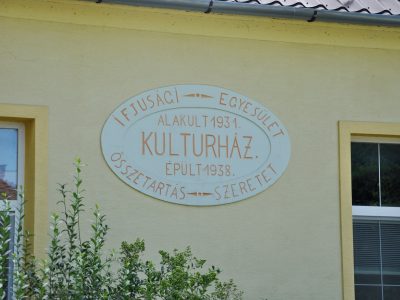 IFJUSÁGI EGYESÜLET
ALAKULT 1931.
KULTURHÁZ.
ÉPÜLT 1938.
ÖSSZETARTÁS SZERETET